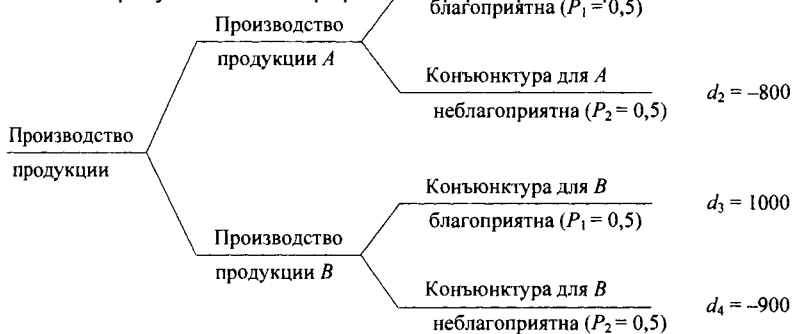 благоприятна (P₁ = 0,5)
Производство
продукции A
Конъюнктура для A
неблагоприятна (P₂ = 0,5)
d₂ = –800
Производство
продукции
Конъюнктура для B
благоприятна (P₁ = 0,5)
d₃ = 1000
Производство
продукции B
Конъюнктура для B
неблагоприятна (P₂ = 0,5)
d₄ = –900